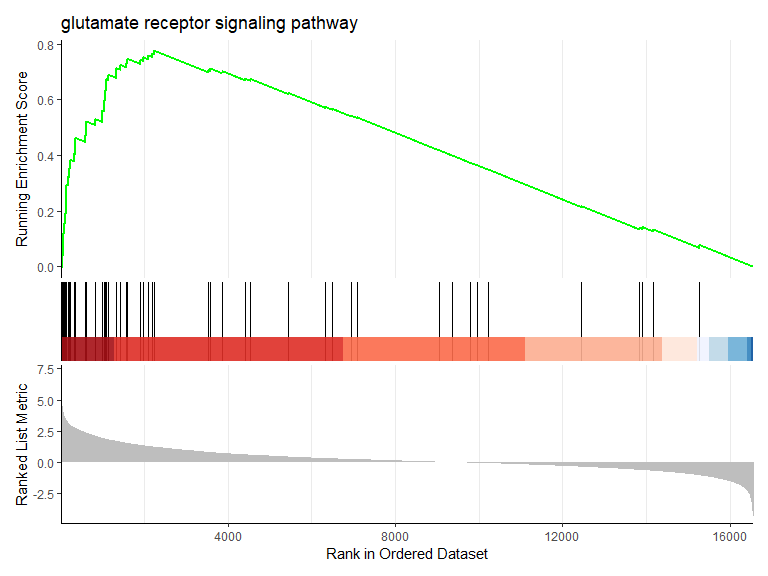 glutamate receptor signaling pathway
Running Enrichment Score
0.8
0.6
0.4
0.2
0.0
Ranked List Metric
7.5
5.0
2.5
0.0
-2.5
4000 8000 12000 16000
Rank in Ordered Dataset